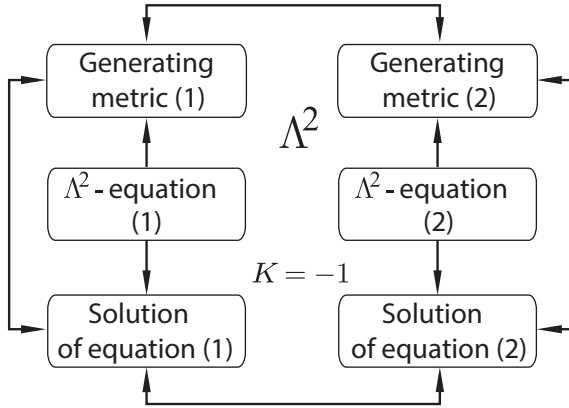 Generating
metric (1)
Generating
metric (2)
Λ²
Λ² - equation
(1)
Λ² - equation
(2)
K = −1
Solution
of equation (1)
Solution
of equation (2)